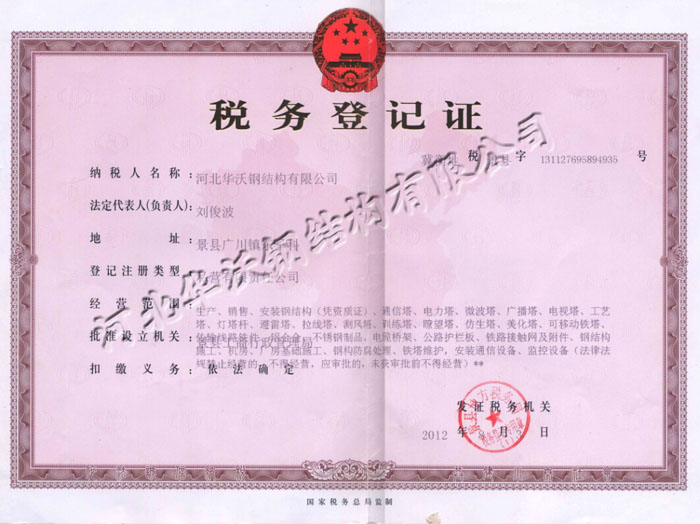 税务登记证
税 字 131127695894935 号
纳税人名称：河北华沃钢结构有限公司
法定代表人(负责人)：刘俊波
地 址：景县广川镇
登记注册类型：有限责任公司
经营范围：生产、销售、安装钢结构（凭资质证）、通信塔、电力塔、微波塔、广播塔、电视塔、工艺
塔、灯塔杆、避雷塔、拉线塔、测风塔、训练塔、瞭望塔、仿生塔、美化塔、可移动铁塔、
不锈钢制品、电缆桥架、公路护栏板、铁路接触网及附件、钢结构
施工、机房、厂房基础施工、钢构防腐处理、铁塔维护，安装通信设备、监控设备（法律法
规禁止经营的，不得经营，应审批的，未获审批前不得经营）**
批准设立机关：
扣缴义务：依法确定
发证税务机关
2012 年 月 日
国家税务总局监制
河北华沃钢结构有限公司